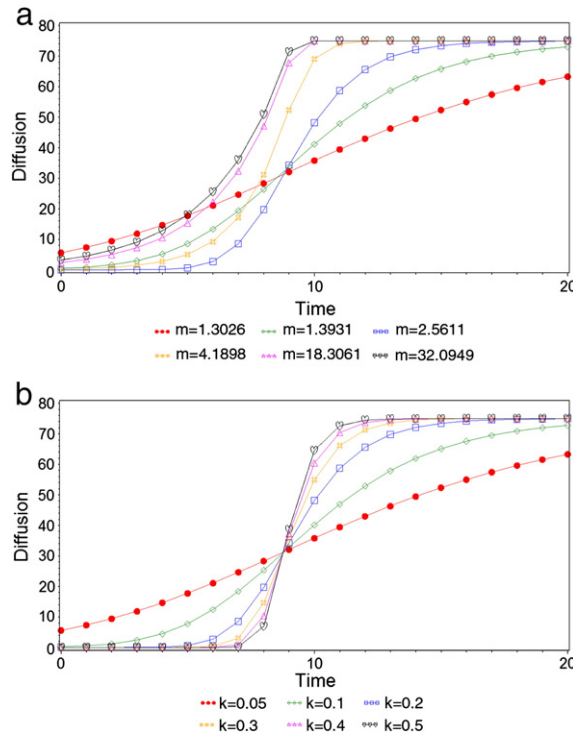 a
80
70
60
50
40
30
20
10
0
Diffusion
0 10 20
Time
m=1.3026 m=1.3931 m=2.5611
m=4.1898 m=18.3061 m=32.0949
b
80
70
60
50
40
30
20
10
0
Diffusion
0 10 20
Time
k=0.05 k=0.1 k=0.2
k=0.3 k=0.4 k=0.5